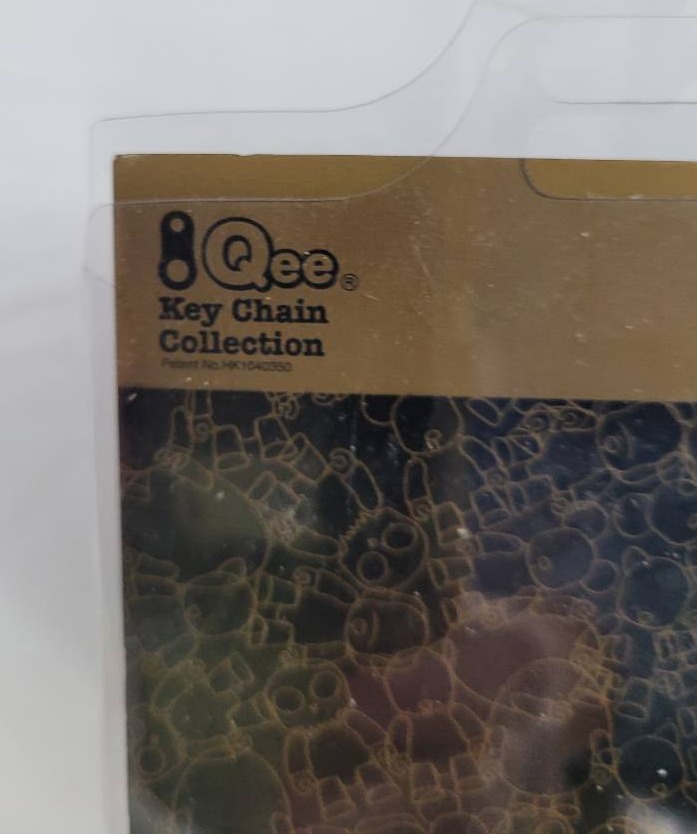 Qee®
Key Chain
Collection
Patent No.HK1040350